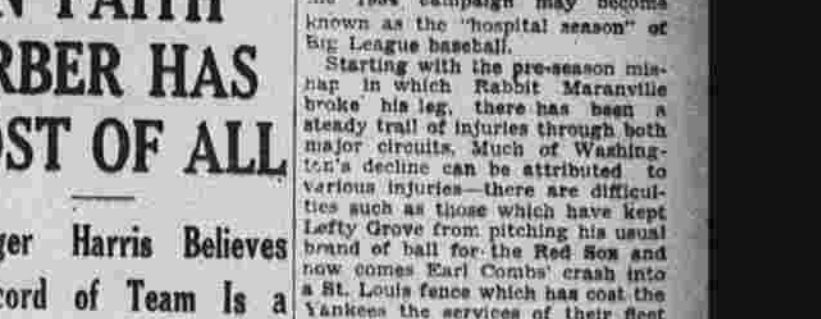 FAITH
RBER HAS
OST OF ALL
ger Harris Believes
cord of Team Is a
the 1934 campaign may become
known as the "hospital season" of
Big League baseball.
Starting with the pre-season mis-
hap in which Rabbit Maranville
broke his leg, there has been a
steady trail of injuries through both
major circuits. Much of Washing-
ton's decline can be attributed to
various injuries—there are difficul-
ties such as those which have kept
Lefty Grove from pitching his usual
brand of ball for the Red Sox and
now comes Earl Combs' crash into
a St. Louis fence which has cost the
Yankees the services of their fleet